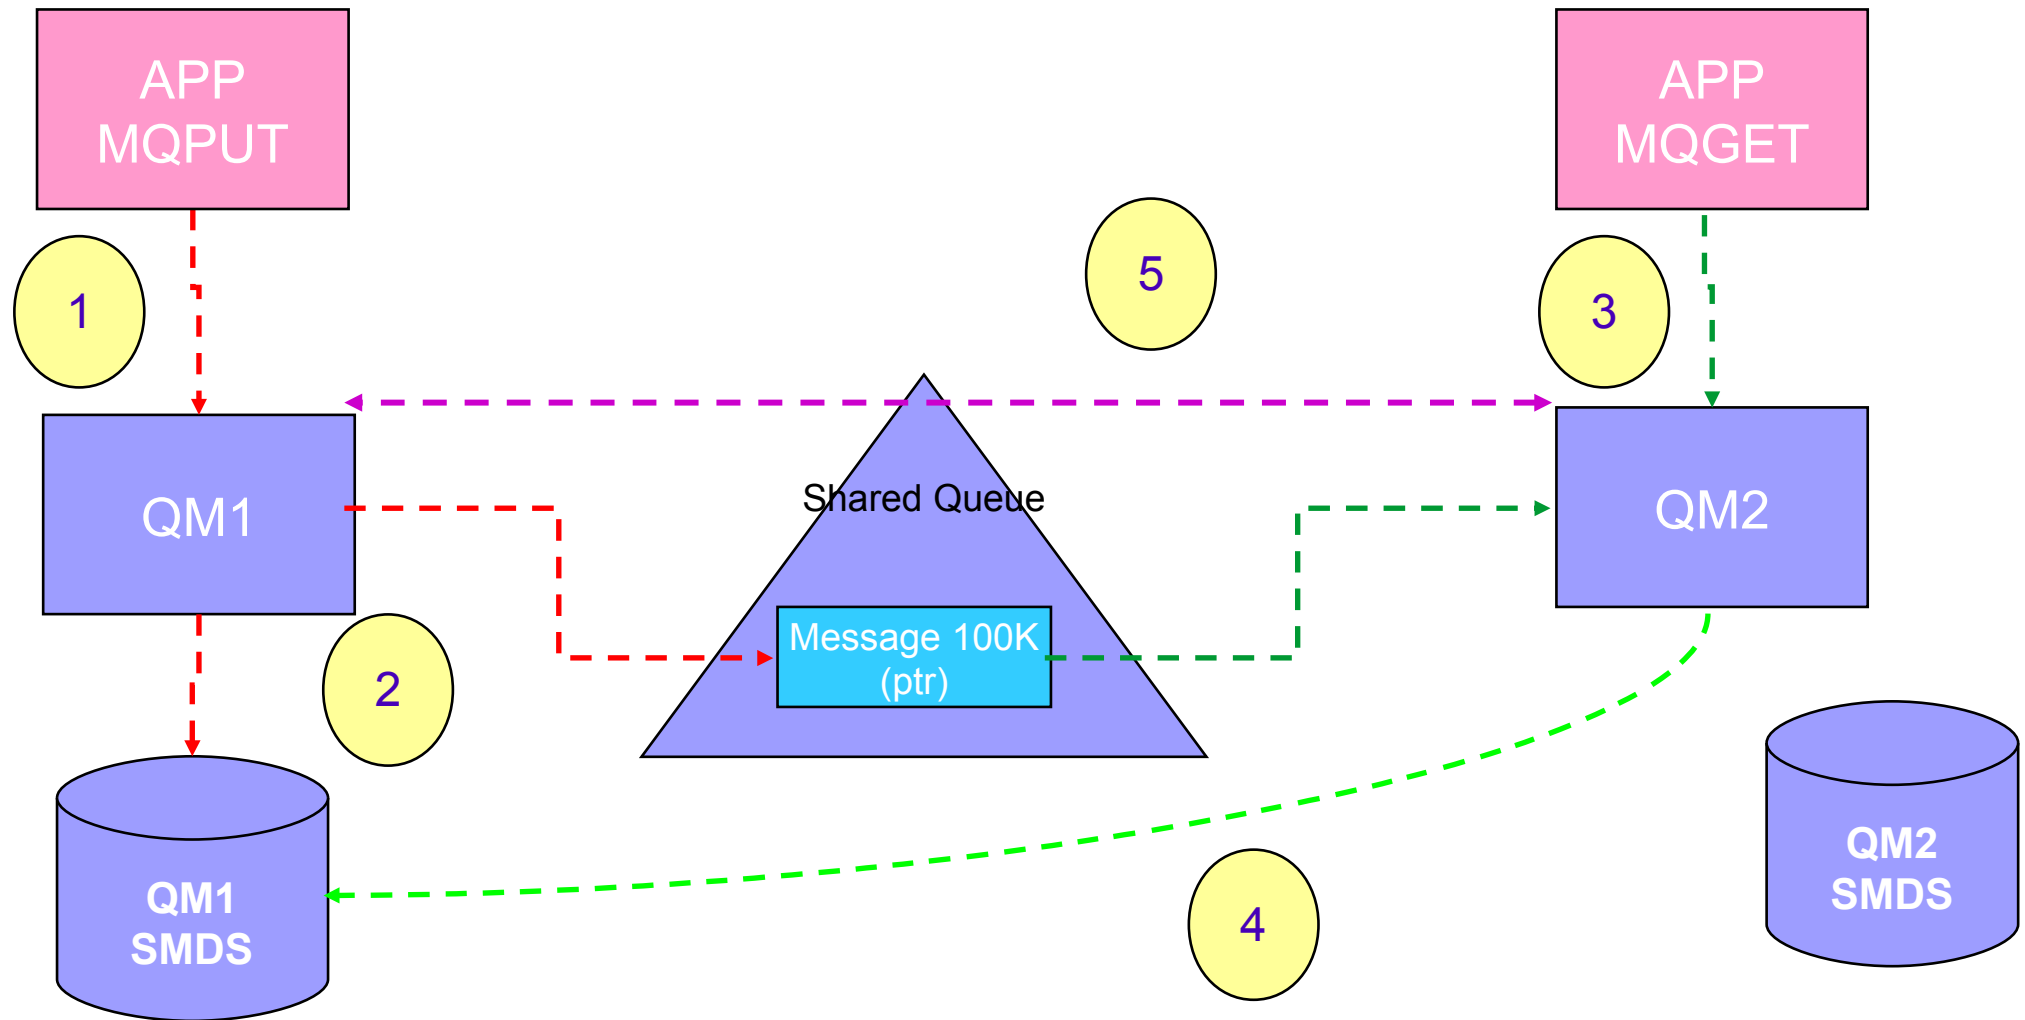 APP
MQPUT
APP
MQGET
5
1
3
Shared Queue
QM1
QM2
Message 100K
(ptr)
2
QM2
SMDS
QM1
SMDS
4